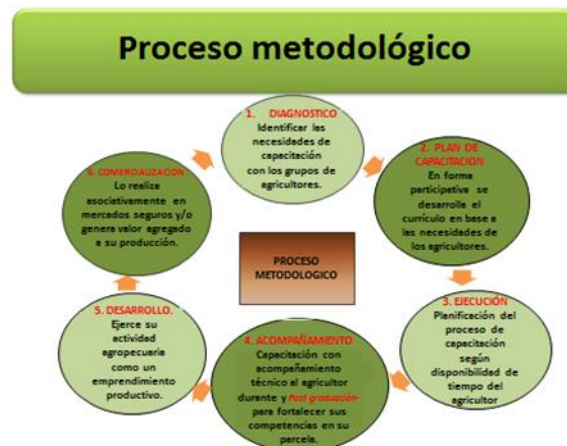 Proceso metodológico
1. DIAGNOSTICO
Identificar las
necesidades de
capacitación
con los grupos de
agricultores.
2. PLAN DE
CAPACITACION
En forma
participativa se
desarrolla el
currículo en base a
las necesidades de
los agricultores.
3. EJECUCIÓN
Planificación del
proceso de
capacitación
según
disponibilidad de
tiempo del
agricultor
4. ACOMPAÑAMIENTO
Capacitación con
acompañamiento
técnico al agricultor
durante y Post graduación-
para fortalecer sus
competencias en su
parcela.
5. DESARROLLO.
Ejerce su
actividad
agropecuaria
como un
emprendimiento
productivo.
6. COMERCIALIZACION
Lo realiza
asociativamente en
mercados seguros y/o
genera valor agregado
a su producción.
PROCESO
METODOLOGICO